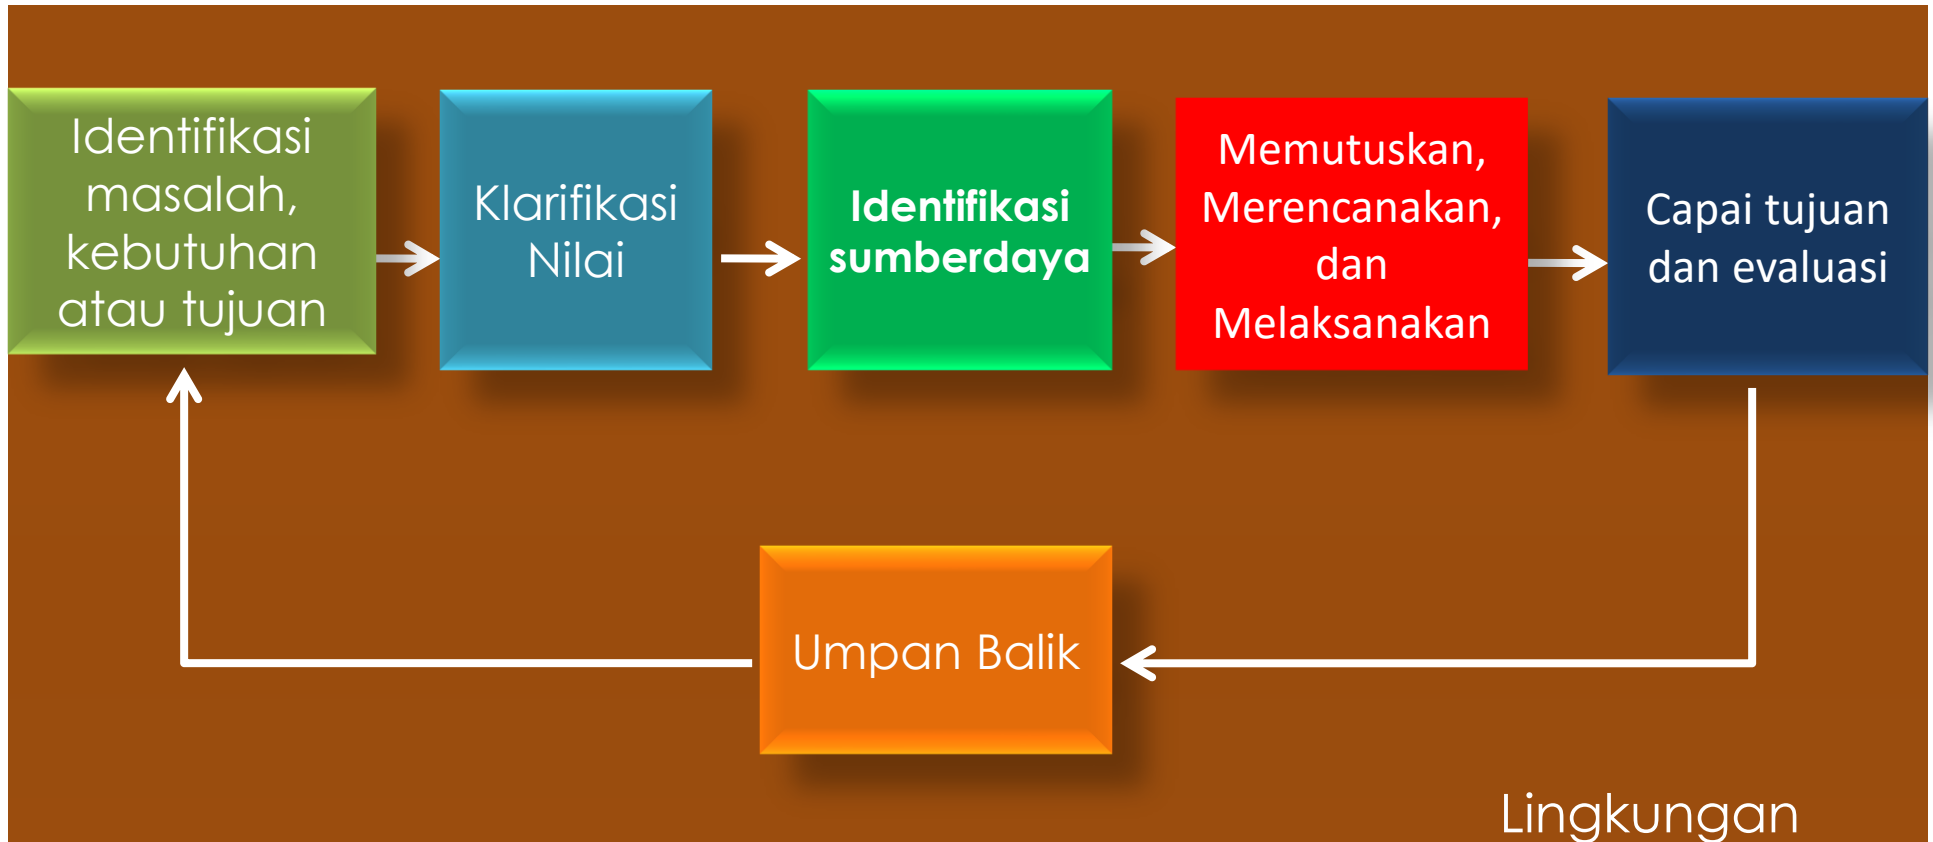 Identifikasi
masalah,
kebutuhan
atau tujuan
Klarifikasi
Nilai
Identifikasi
sumberdaya
Memutuskan,
Merencanakan,
dan
Melaksanakan
Capai tujuan
dan evaluasi
Umpan Balik
Lingkungan